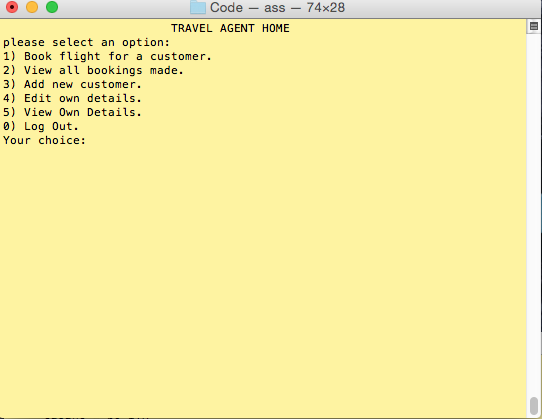 Code — ass — 74×28
TRAVEL AGENT HOME
please select an option:
1) Book flight for a customer.
2) View all bookings made.
3) Add new customer.
4) Edit own details.
5) View Own Details.
0) Log Out.
Your choice: